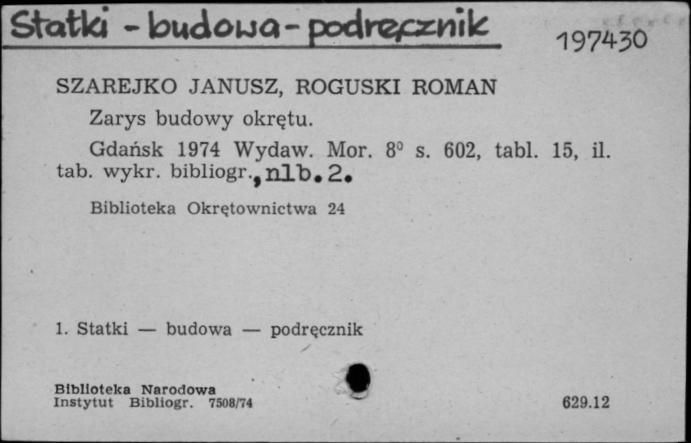 Statki - budowa - podręcznik
197430
SZAREJKO JANUSZ, ROGUSKI ROMAN
Zarys budowy okrętu.
Gdańsk 1974 Wydaw. Mor. 8⁰ s. 602, tabl. 15, il.
tab. wykr. bibliogr., nlb. 2.
Biblioteka Okrętownictwa 24
1. Statki — budowa — podręcznik
Biblioteka Narodowa
Instytut Bibliogr. 7508/74
629.12